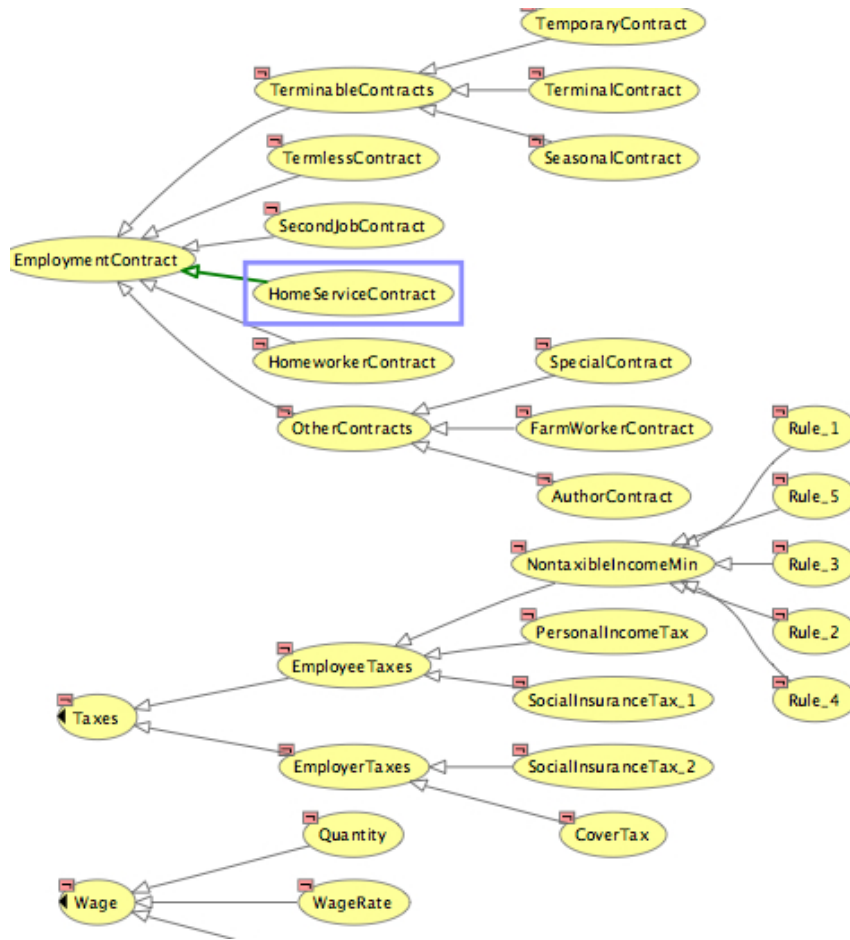 TemporaryContract
TerminableContracts
TerminalContract
TermlessContract
SeasonalContract
SecondJobContract
EmploymentContract
HomeServiceContract
HomeworkerContract
SpecialContract
OtherContracts
FarmWorkerContract
Rule_1
AuthorContract
Rule_5
NontaxibleIncomeMin
Rule_3
PersonalIncomeTax
Rule_2
EmployeeTaxes
SocialInsuranceTax_1
Rule_4
Taxes
EmployerTaxes
SocialInsuranceTax_2
Quantity
CoverTax
Wage
WageRate